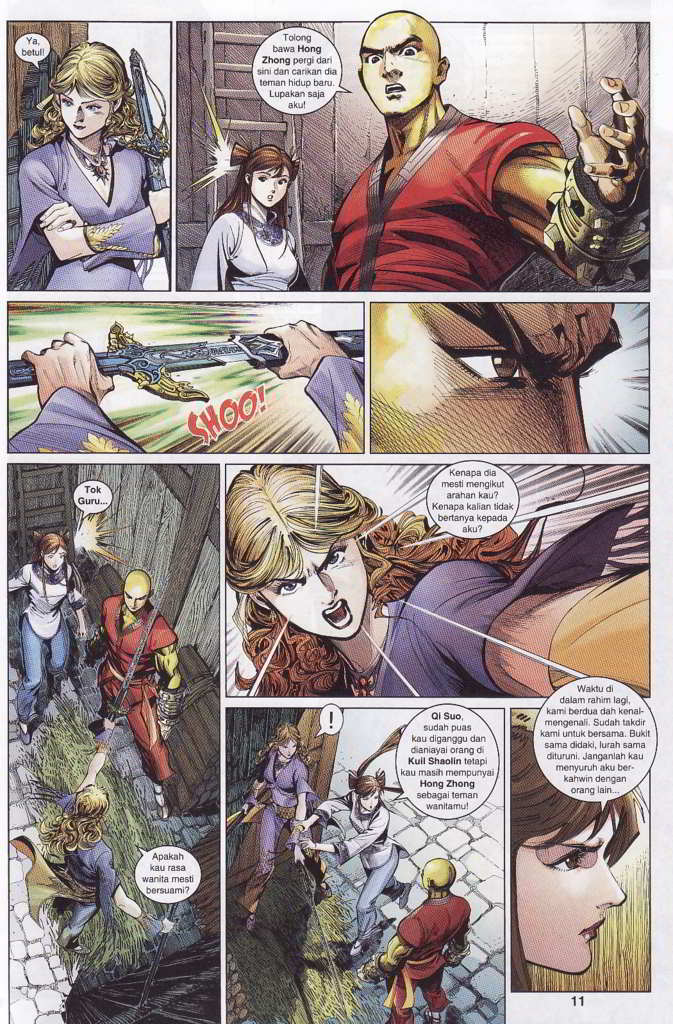 Ya,
betul!
Tolong
bawa Hong
Zhong pergi dari
sini dan carikan dia
teman hidup baru.
Lupakan saja
aku!
SHOO!
Tok
Guru...
Kenapa dia
mesti mengikut
arahan kau?
Kenapa kalian tidak
bertanya kepada
aku?
Apakah
kau rasa
wanita mesti
bersuami?
!
Qi Suo,
sudah puas
kau diganggu dan
dianiayai orang di
Kuil Shaolin tetapi
kau masih mempunyai
Hong Zhong
sebagai teman
wanitamu!
Waktu di
dalam rahim lagi,
kami berdua dah kenal-
mengenali. Sudah takdir
kami untuk bersama. Bukit
sama didaki, lurah sama
dituruni. Janganlah kau
menyuruh aku ber-
kahwin dengan
orang lain...
11